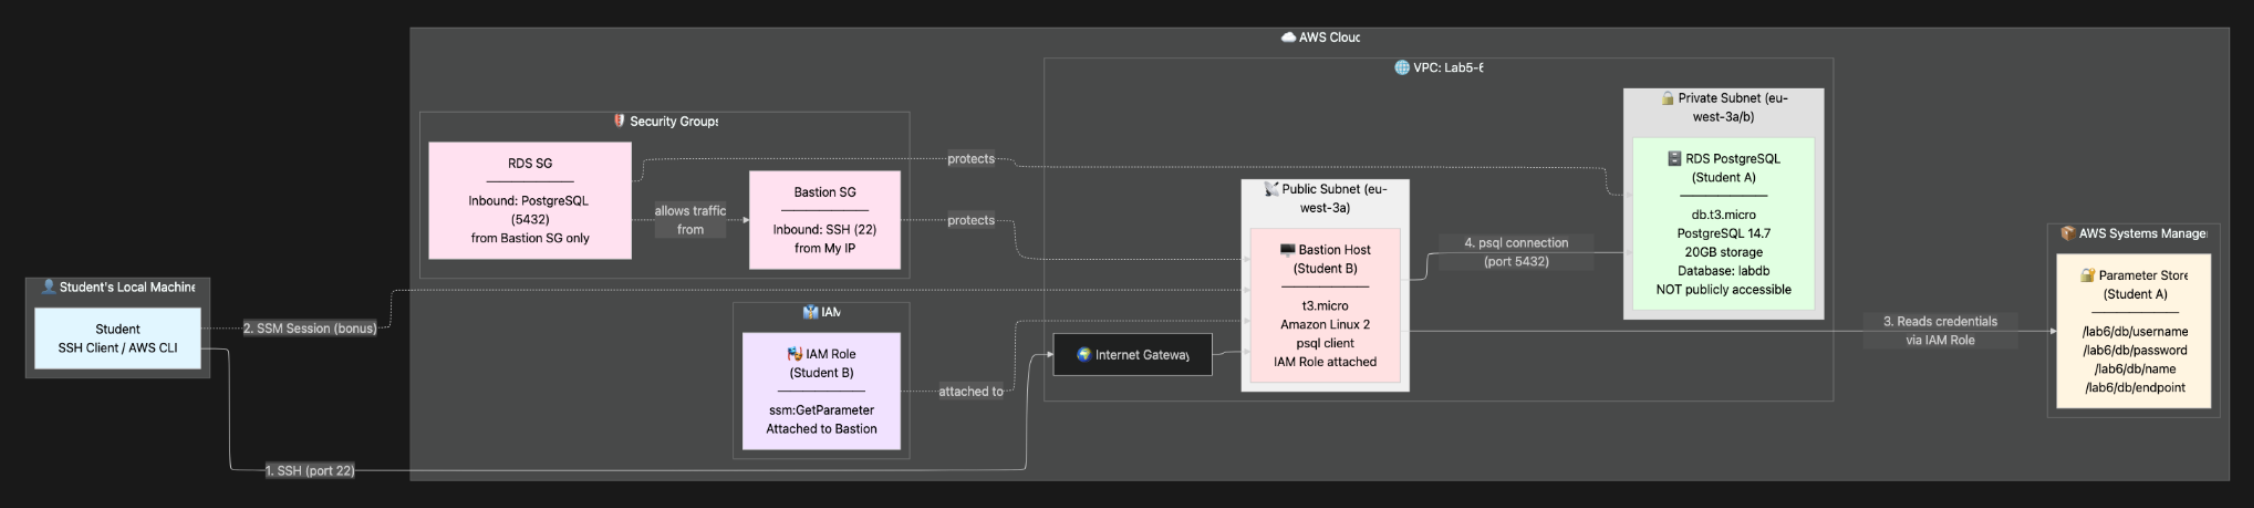 AWS Cloud
VPC: Lab5-6
Private Subnet (eu-
west-3a/b)
Security Groups
RDS SG
Inbound: PostgreSQL
(5432)
from Bastion SG only
allows traffic
from
Bastion SG
Inbound: SSH (22)
from My IP
protects
protects
RDS PostgreSQL
(Student A)
db.t3.micro
PostgreSQL 14.7
20GB storage
Database: labdb
NOT publicly accessible
Public Subnet (eu-
west-3a)
Bastion Host
(Student B)
t3.micro
Amazon Linux 2
psql client
IAM Role attached
4. psql connection
(port 5432)
AWS Systems Manage
Parameter Store
(Student A)
/lab6/db/username
/lab6/db/password
/lab6/db/name
/lab6/db/endpoint
3. Reads credentials
via IAM Role
Student's Local Machine
Student
SSH Client / AWS CLI
2. SSM Session (bonus)
IAM
IAM Role
(Student B)
ssm:GetParameter
Attached to Bastion
attached to
Internet Gateway
1. SSH (port 22)